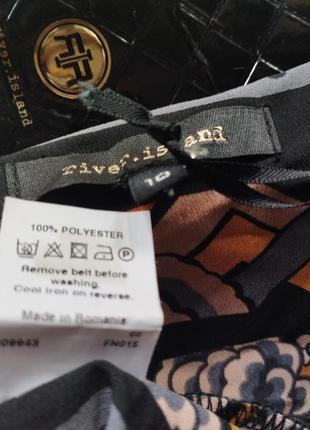 river island
river.island
10
100% POLYESTER
Remove belt before
washing.
Cool iron on reverse.
Made in Romania
609943
FN015